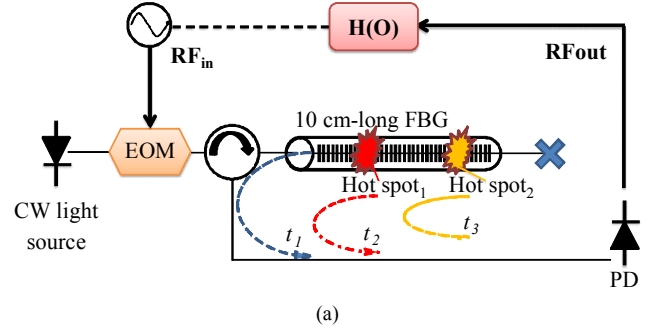 H(O)
RFin
RFout
10 cm-long FBG
EOM
Hot spot1
Hot spot2
CW light
source
t1
t2
t3
PD
(a)